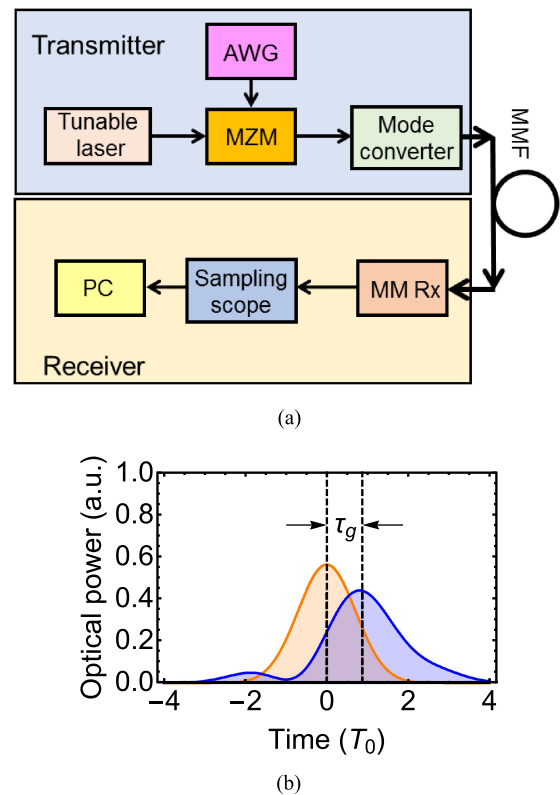 Transmitter
AWG
Tunable
laser
MZM
Mode
converter
MMF
PC
Sampling
scope
MM Rx
Receiver
(a)
Optical power (a.u.)
1.0
0.8
0.6
0.4
0.2
0.0
τg
−4
−2
0
2
4
Time (T0)
(b)